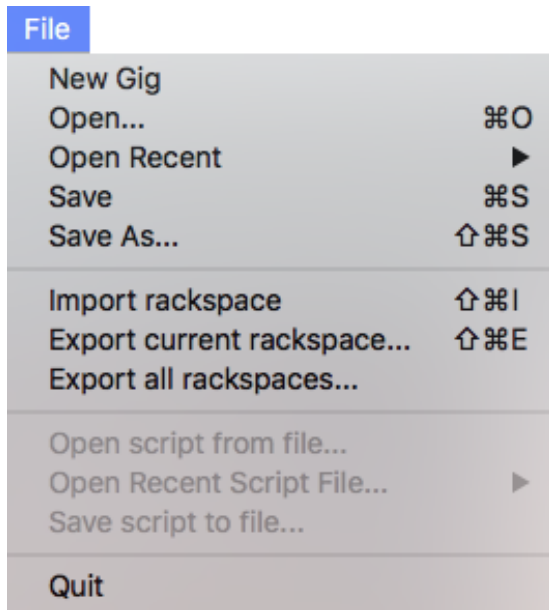 File
New Gig
Open... ⌘O
Open Recent ▶
Save ⌘S
Save As... ⇧⌘S
Import rackspace ⇧⌘I
Export current rackspace... ⇧⌘E
Export all rackspaces...
Open script from file...
Open Recent Script File... ▶
Save script to file...
Quit